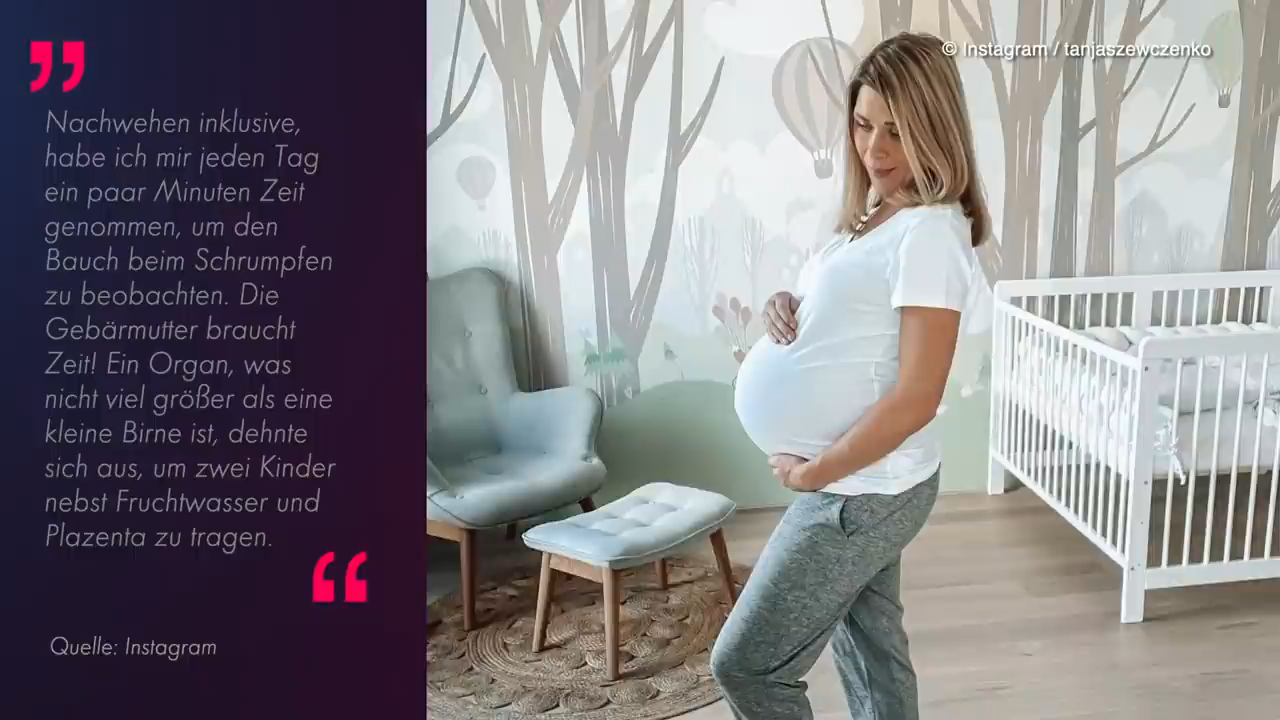 „
Nachwehen inklusive,
habe ich mir jeden Tag
ein paar Minuten Zeit
genommen, um den
Bauch beim Schrumpfen
zu beobachten. Die
Gebärmutter braucht
Zeit! Ein Organ, was
nicht viel größer als eine
kleine Birne ist, dehnte
sich aus, um zwei Kinder
nebst Fruchtwasser und
Plazenta zu tragen.
“
Quelle: Instagram
© Instagram / tanjaszewczenko